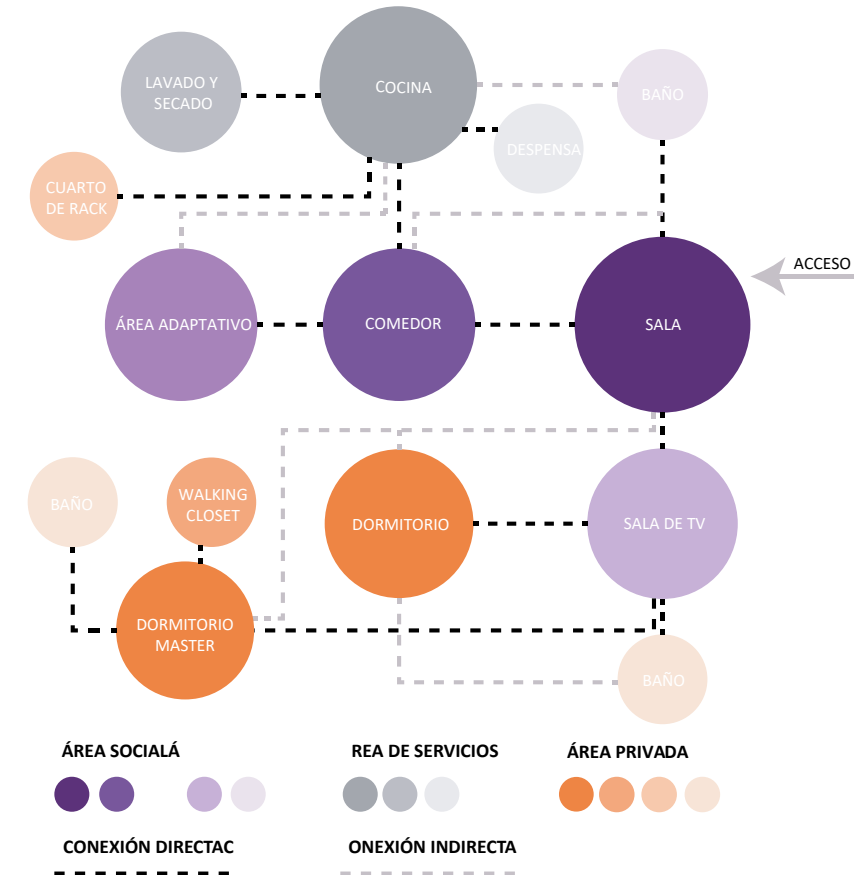 LAVADO Y
SECADO
COCINA
BAÑO
DESPENSA
CUARTO
DE RACK
ACCESO
ÁREA ADAPTATIVO
COMEDOR
SALA
BAÑO
WALKING
CLOSET
DORMITORIO
SALA DE TV
DORMITORIO
MASTER
BAÑO
ÁREA SOCIALÁ
REA DE SERVICIOS
ÁREA PRIVADA
CONEXIÓN DIRECTAC
ONEXIÓN INDIRECTA